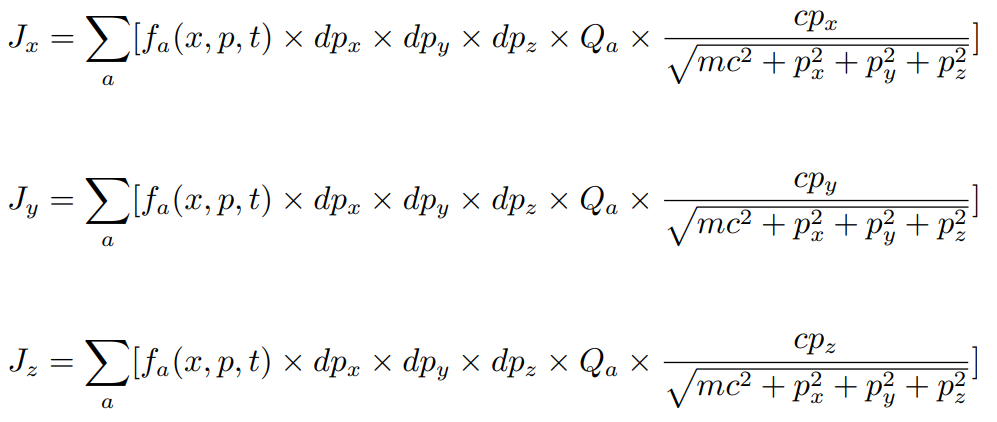 $J_x = \sum_a [f_a(x, p, t) \times dp_x \times dp_y \times dp_z \times Q_a \times \frac{cp_x}{\sqrt{mc^2 + p_x^2 + p_y^2 + p_z^2}}]$
$J_y = \sum_a [f_a(x, p, t) \times dp_x \times dp_y \times dp_z \times Q_a \times \frac{cp_y}{\sqrt{mc^2 + p_x^2 + p_y^2 + p_z^2}}]$
$J_z = \sum_a [f_a(x, p, t) \times dp_x \times dp_y \times dp_z \times Q_a \times \frac{cp_z}{\sqrt{mc^2 + p_x^2 + p_y^2 + p_z^2}}]$